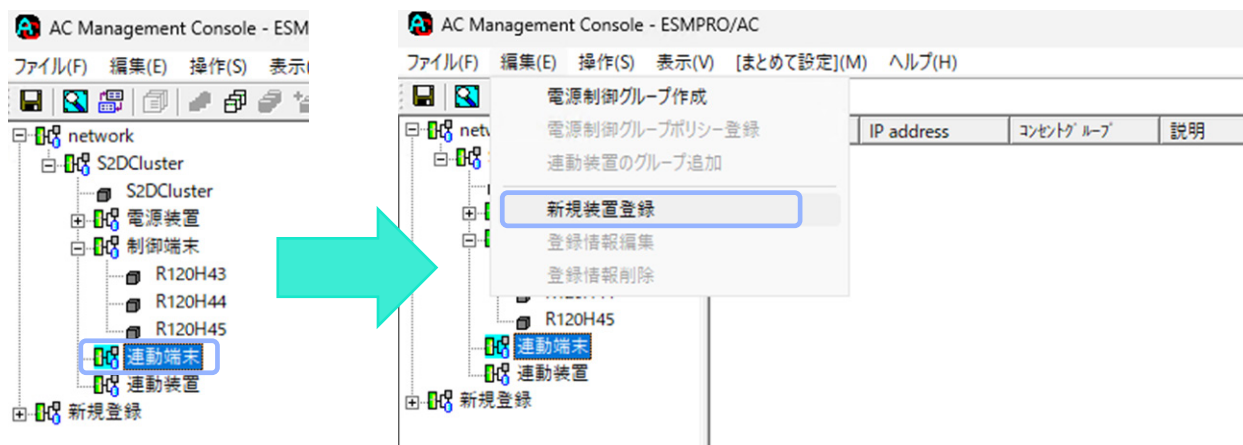 AC Management Console - ESM
ファイル(F) 編集(E) 操作(S) 表示(
network
S2DCluster
S2DCluster
電源装置
制御端末
R120H43
R120H44
R120H45
連動端末
連動装置
新規登録
AC Management Console - ESMPRO/AC
ファイル(F) 編集(E) 操作(S) 表示(V) [まとめて設定](M) ヘルプ(H)
電源制御グループ作成
電源制御グループポリシー登録
連動装置のグループ追加
新規装置登録
登録情報編集
登録情報削除
IP address コンセントグループ 説明
R120H45
連動端末
連動装置
新規登録